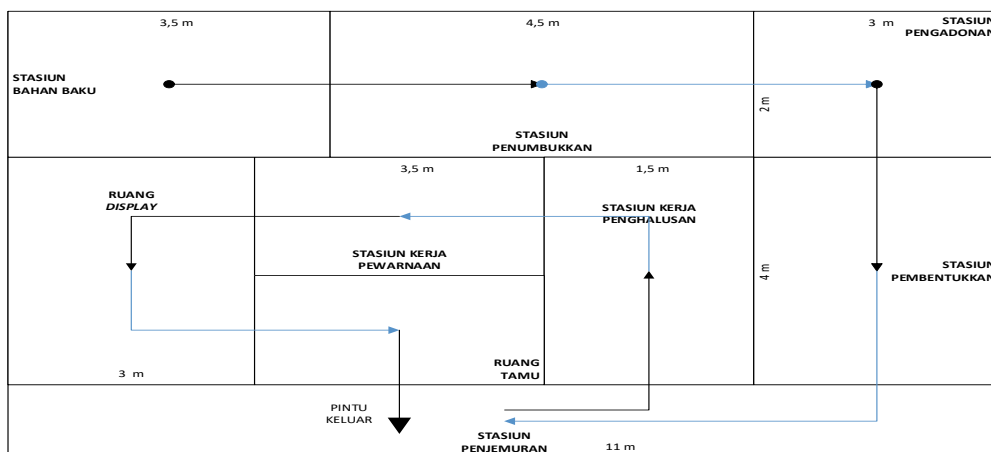 3,5 m
4,5 m
3 m
STASIUN
PENGADONAN
STASIUN
BAHAN BAKU
2 m
STASIUN
PENUMBUKKAN
3,5 m
1,5 m
RUANG
DISPLAY
STASIUN KERJA
PENGHALUSAN
STASIUN KERJA
PEWARNAAN
4 m
STASIUN
PEMBENTUKKAN
3 m
RUANG
TAMU
PINTU
KELUAR
STASIUN
PENJEMURAN
11 m